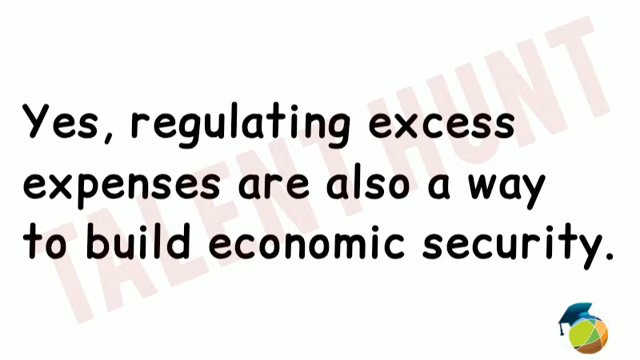 Yes, regulating excess
expenses are also a way
to build economic security.
TALENT HUNT